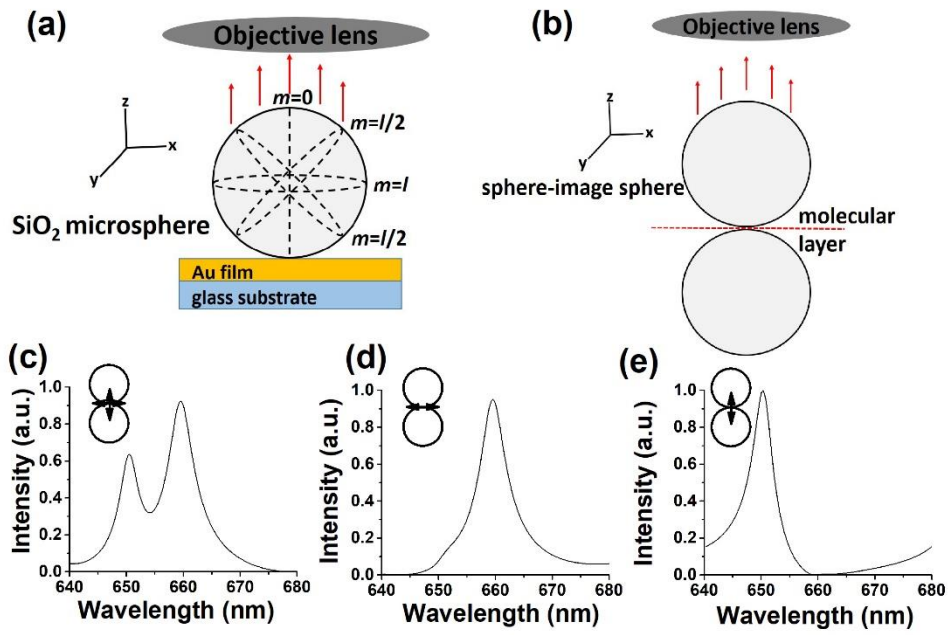 (a)
Objective lens
m=0
m=l/2
z
x
y
m=l
SiO₂ microsphere
m=l/2
Au film
glass substrate
(b)
Objective lens
z
x
y
sphere-image sphere
molecular
layer
(c)
1.0
0.8
0.6
0.4
0.2
0.0
Intensity (a.u.)
640 650 660 670 680
Wavelength (nm)
(d)
1.0
0.8
0.6
0.4
0.2
0.0
Intensity (a.u.)
640 650 660 670 680
Wavelength (nm)
(e)
1.0
0.8
0.6
0.4
0.2
0.0
Intensity (a.u.)
640 650 660 670 680
Wavelength (nm)